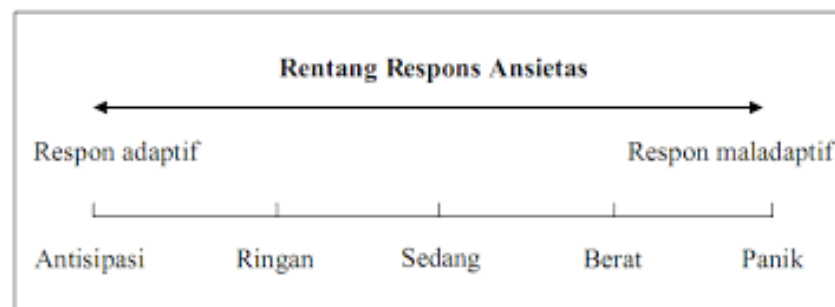 Rentang Respons Ansietas
Respon adaptif Respon maladaptif
Antisipasi Ringan Sedang Berat Panik